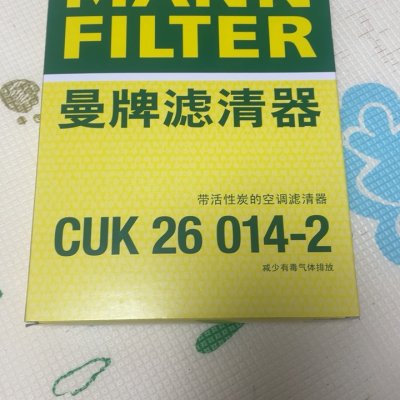 MANN
FILTER
曼牌滤清器
带活性炭的空调滤清器
CUK 26 014-2
减少有毒气体排放